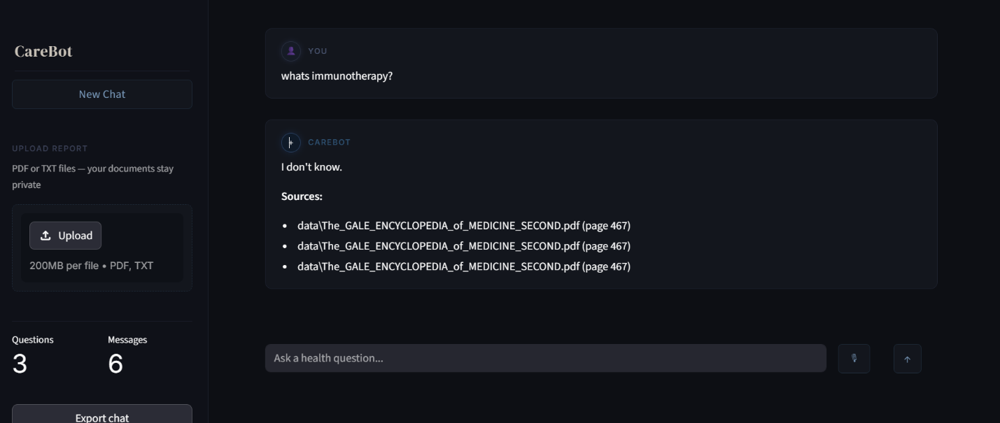 CareBot
New Chat
UPLOAD REPORT
PDF or TXT files — your documents stay
private
Upload
200MB per file • PDF, TXT
Questions
Messages
3
6
Export chat
YOU
whats immunotherapy?
CAREBOT
I don't know.
Sources:
• data\The_GALE_ENCYCLOPEDIA_of_MEDICINE_SECOND.pdf (page 467)
• data\The_GALE_ENCYCLOPEDIA_of_MEDICINE_SECOND.pdf (page 467)
• data\The_GALE_ENCYCLOPEDIA_of_MEDICINE_SECOND.pdf (page 467)
Ask a health question...